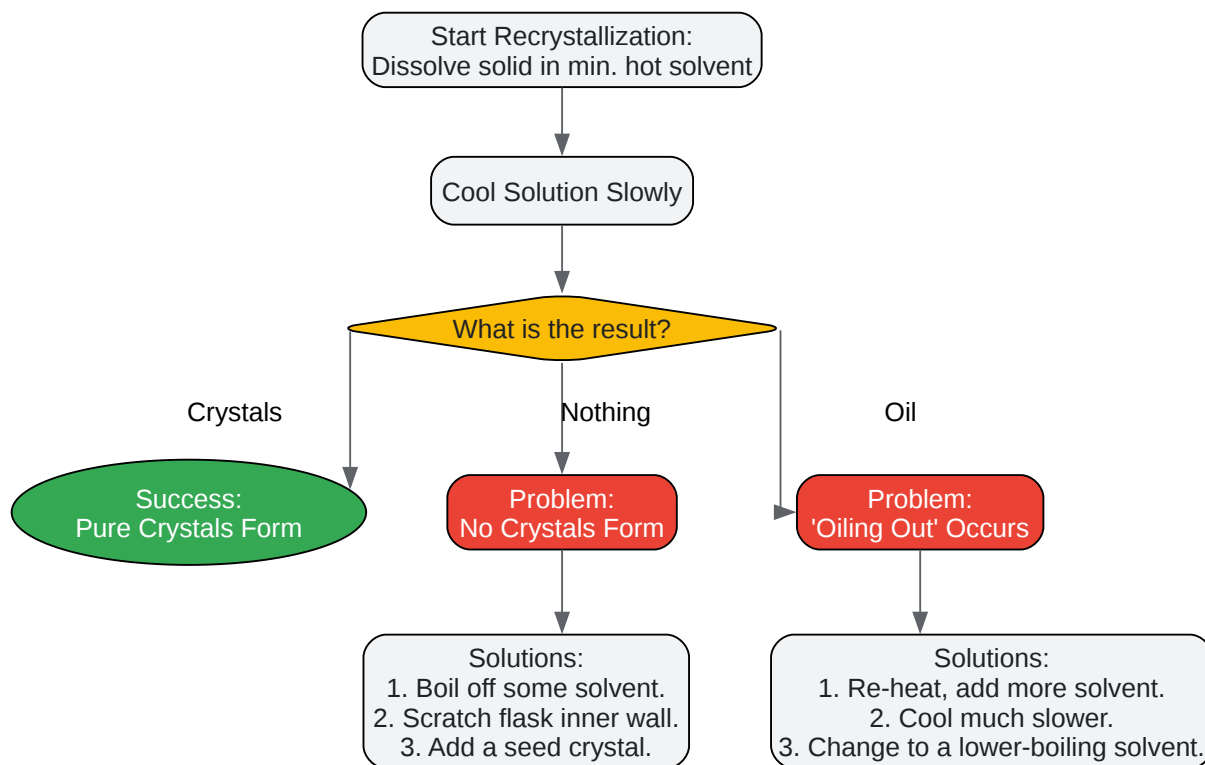 Start Recrystallization:
Dissolve solid in min. hot solvent
Cool Solution Slowly
What is the result?
Crystals
Nothing
Oil
Success:
Pure Crystals Form
Problem:
No Crystals Form
Problem:
'Oiling Out' Occurs
Solutions:
1. Boil off some solvent.
2. Scratch flask inner wall.
3. Add a seed crystal.
Solutions:
1. Re-heat, add more solvent.
2. Cool much slower.
3. Change to a lower-boiling solvent.